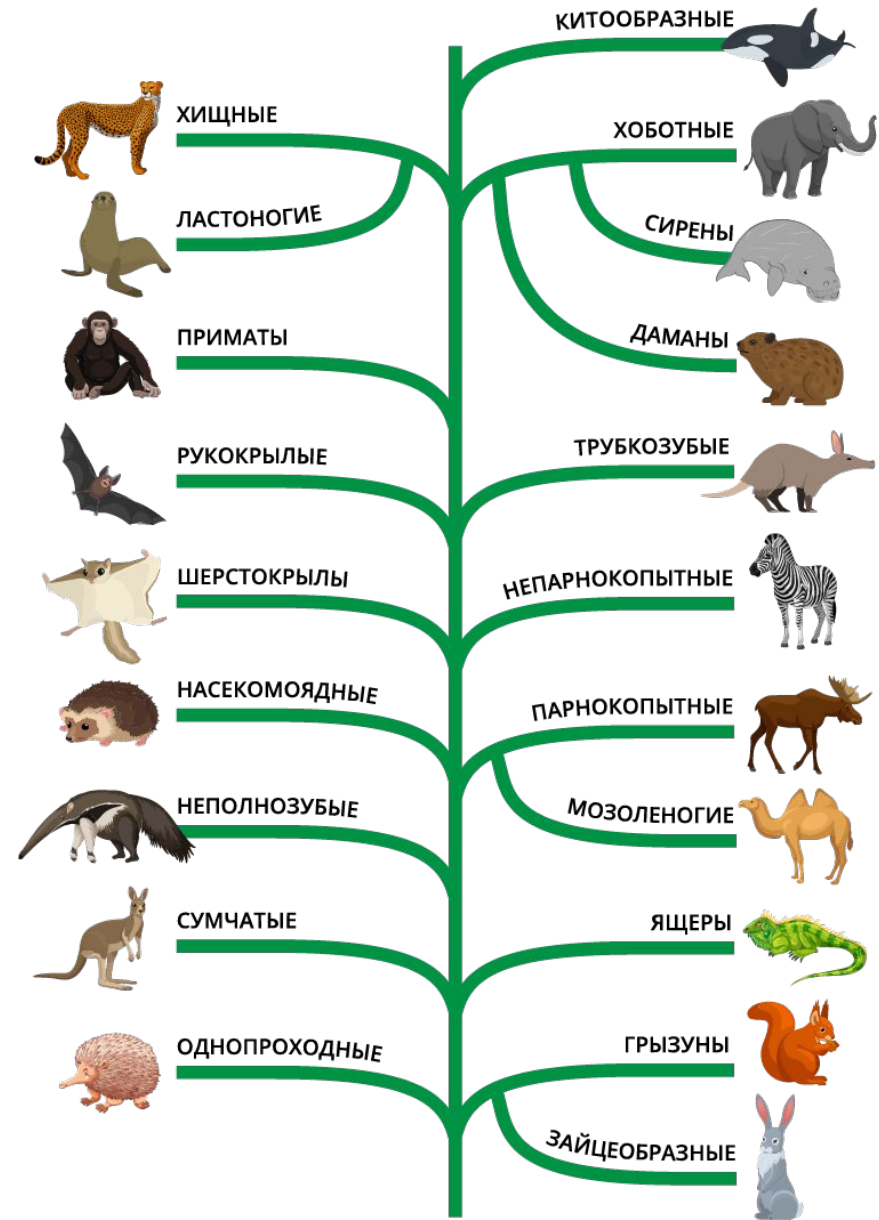 КИТООБРАЗНЫЕ
ХИЩНЫЕ
ХОБОТНЫЕ
ЛАСТОНОГИЕ
СИРЕНЫ
ПРИМАТЫ
ДАМАНЫ
РУКОКРЫЛЫЕ
ТРУБКОЗУБЫЕ
ШЕРСТОКРЫЛЫ
НЕПАРНОКОПЫТНЫЕ
НАСЕКОМОЯДНЫЕ
ПАРНОКОПЫТНЫЕ
НЕПОЛНОЗУБЫЕ
МОЗОЛЕНОГИЕ
СУМЧАТЫЕ
ЯЩЕРЫ
ОДНОПРОХОДНЫЕ
ГРЫЗУНЫ
ЗАЙЦЕОБРАЗНЫЕ